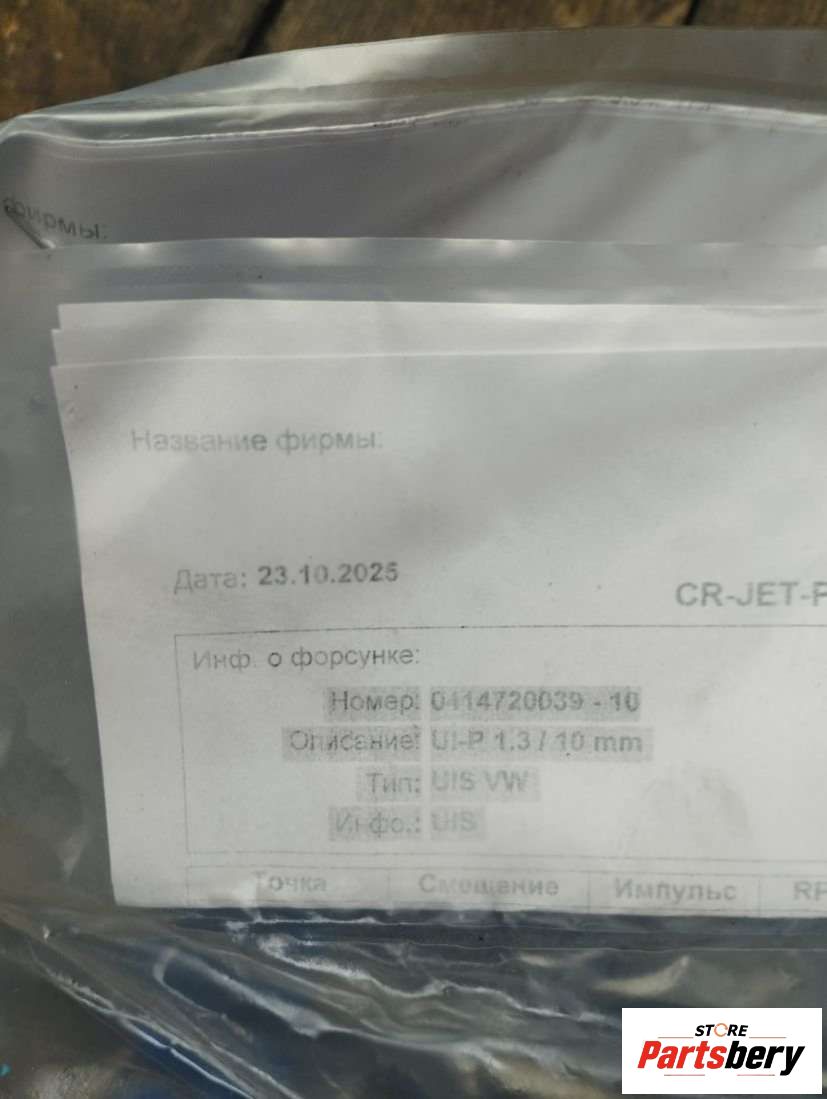 фирмы:
Название фирмы:
Дата: 23.10.2025
CR-JET-P
Инф. о форсунке:
Номер: 0414720039 - 10
Описание: UI-P 1.3 / 10 mm
Тип: UIS VW
Инфо.: UIS
Точка Смещение Импульс RP
STORE
Partsbery